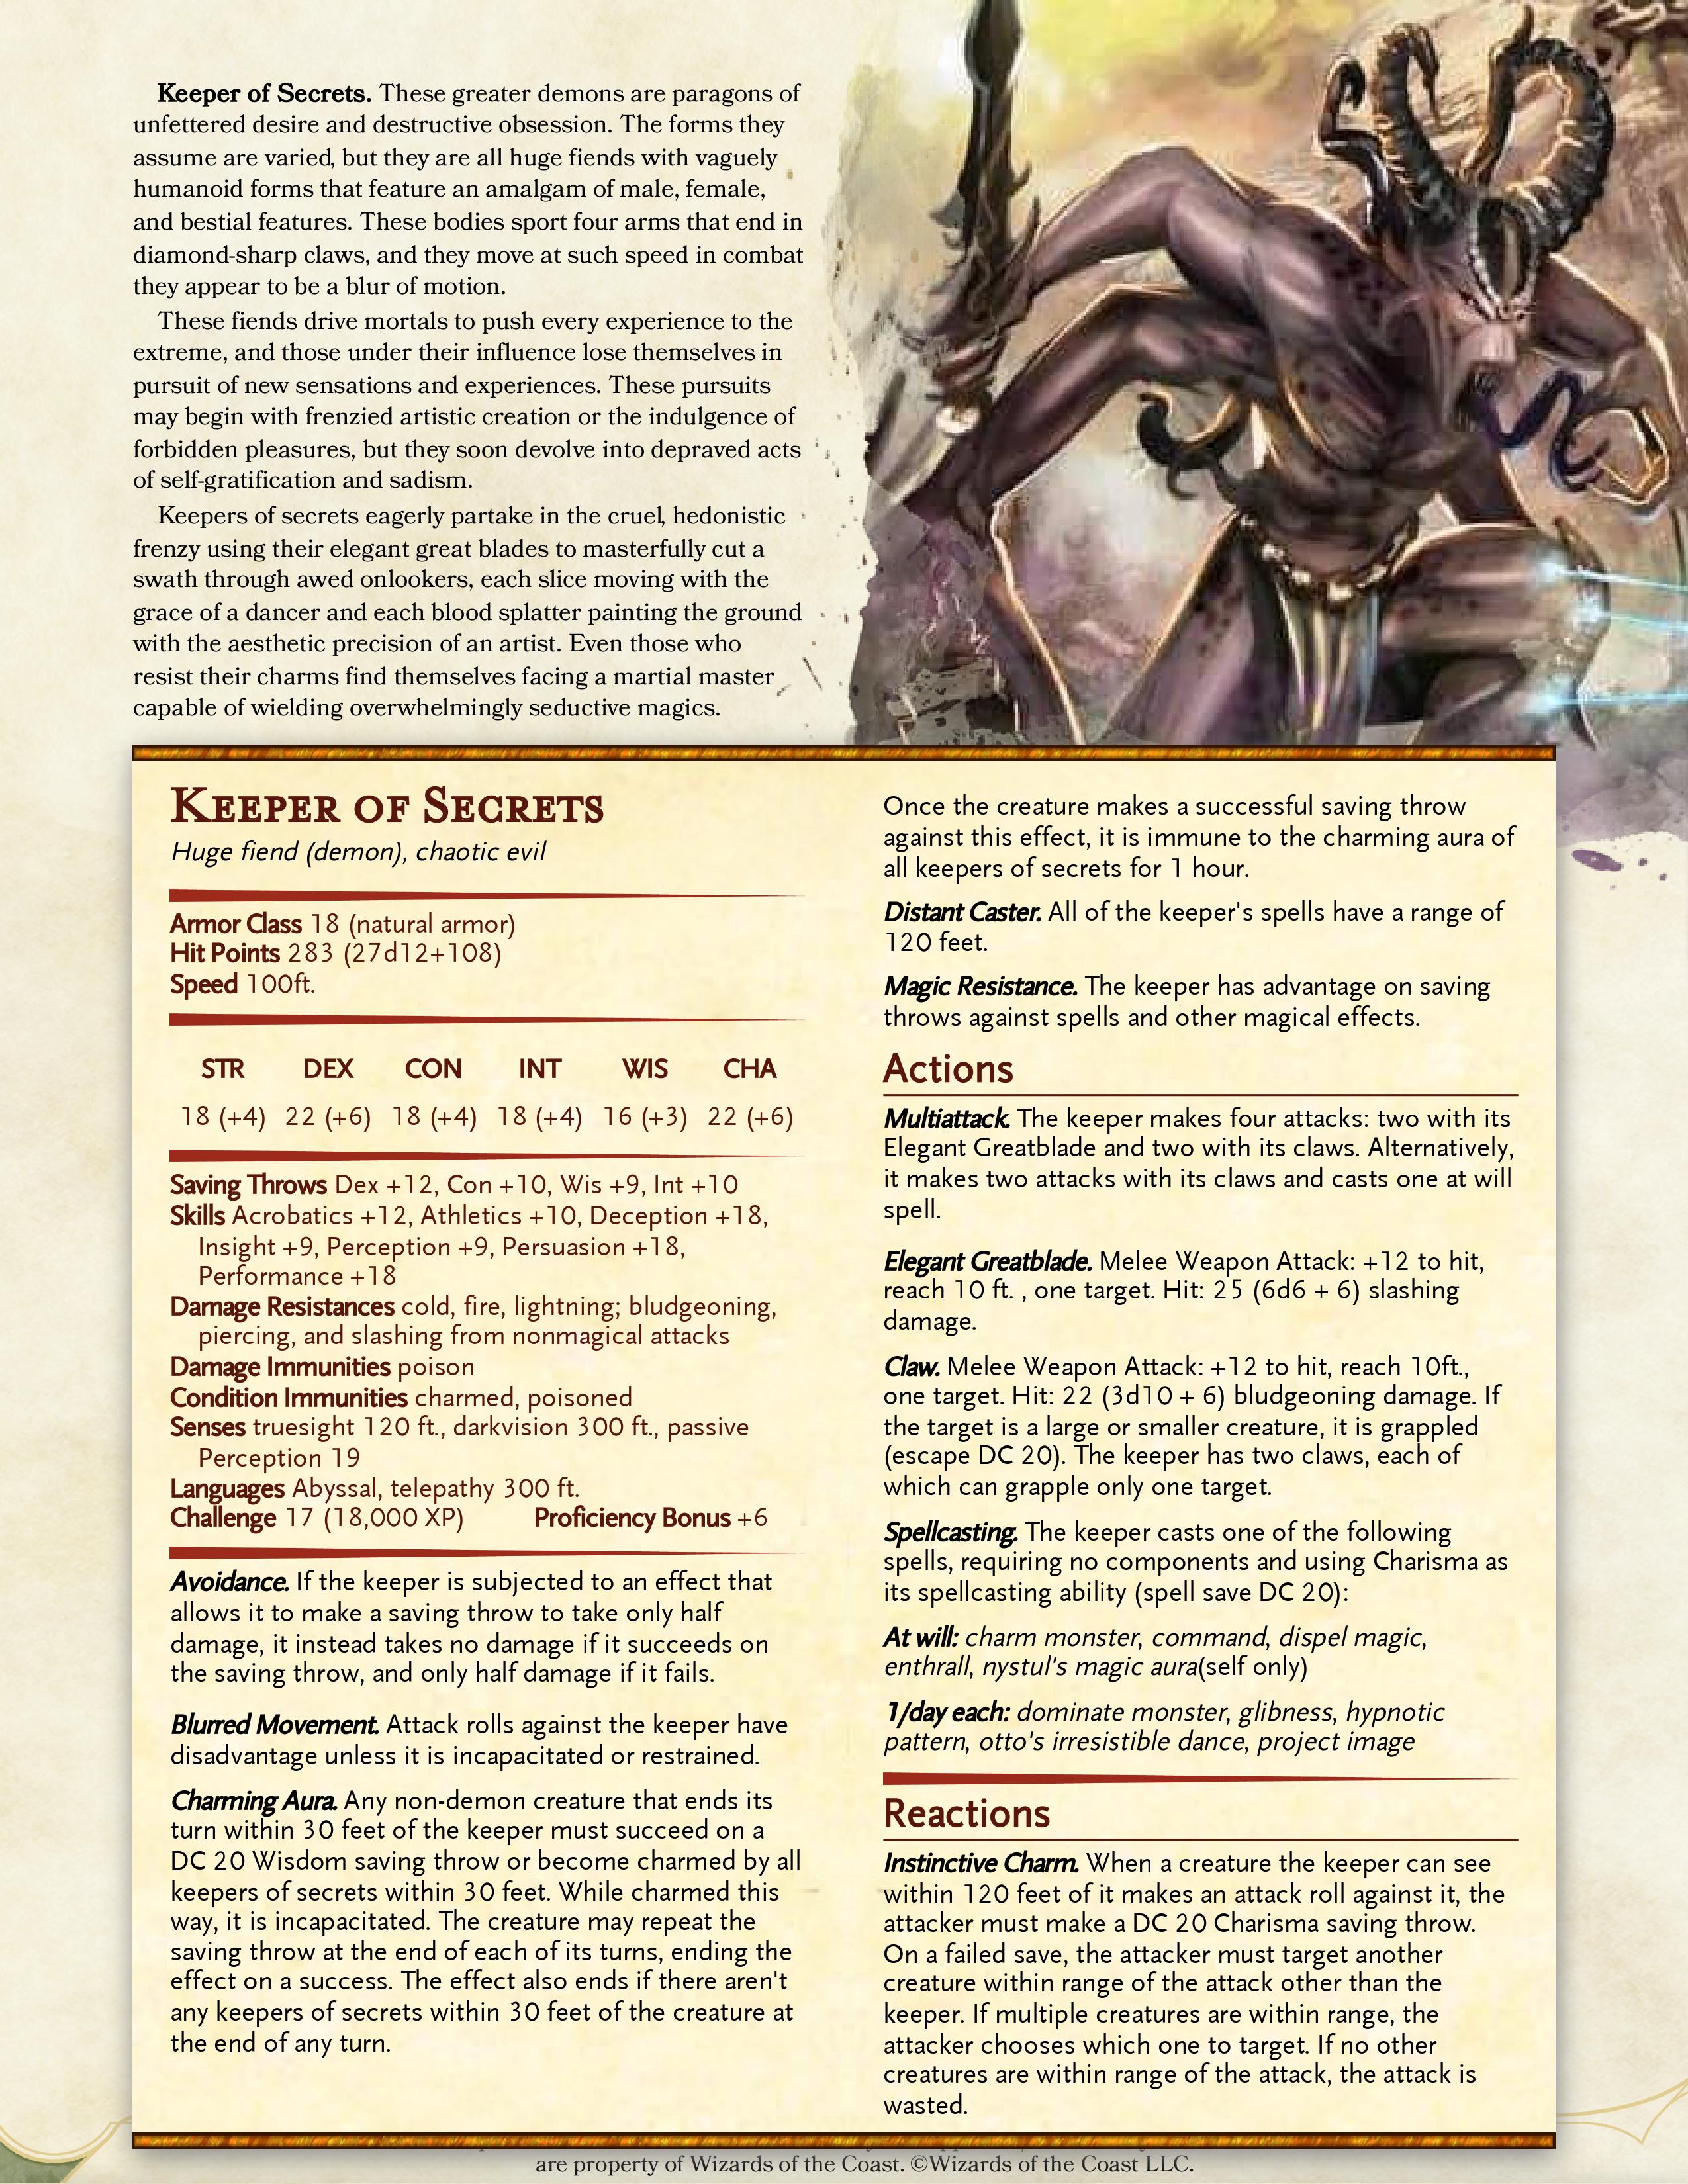 Keeper of Secrets. These greater demons are paragons of
unfettered desire and destructive obsession. The forms they
assume are varied, but they are all huge fiends with vaguely
humanoid forms that feature an amalgam of male, female,
and bestial features. These bodies sport four arms that end in
diamond-sharp claws, and they move at such speed in combat
they appear to be a blur of motion.
These fiends drive mortals to push every experience to the
extreme, and those under their influence lose themselves in
pursuit of new sensations and experiences. These pursuits
may begin with frenzied artistic creation or the indulgence of
forbidden pleasures, but they soon devolve into depraved acts
of self-gratification and sadism.
Keepers of secrets eagerly partake in the cruel, hedonistic
frenzy using their elegant great blades to masterfully cut a
swath through awed onlookers, each slice moving with the
grace of a dancer and each blood splatter painting the ground
with the aesthetic precision of an artist. Even those who
resist their charms find themselves facing a martial master
capable of wielding overwhelmingly seductive magics.
Keeper of Secrets
Huge fiend (demon), chaotic evil
Armor Class 18 (natural armor)
Hit Points 283 (27d12+108)
Speed 100ft.
STR DEX CON INT WIS CHA
18 (+4) 22 (+6) 18 (+4) 18 (+4) 16 (+3) 22 (+6)
Saving Throws Dex +12, Con +10, Wis +9, Int +10
Skills Acrobatics +12, Athletics +10, Deception +18,
Insight +9, Perception +9, Persuasion +18,
Performance +18
Damage Resistances cold, fire, lightning; bludgeoning,
piercing, and slashing from nonmagical attacks
Damage Immunities poison
Condition Immunities charmed, poisoned
Senses truesight 120 ft., darkvision 300 ft., passive
Perception 19
Languages Abyssal, telepathy 300 ft.
Challenge 17 (18,000 XP) Proficiency Bonus +6
Avoidance. If the keeper is subjected to an effect that
allows it to make a saving throw to take only half
damage, it instead takes no damage if it succeeds on
the saving throw, and only half damage if it fails.
Blurred Movement. Attack rolls against the keeper have
disadvantage unless it is incapacitated or restrained.
Charming Aura. Any non-demon creature that ends its
turn within 30 feet of the keeper must succeed on a
DC 20 Wisdom saving throw or become charmed by all
keepers of secrets within 30 feet. While charmed this
way, it is incapacitated. The creature may repeat the
saving throw at the end of each of its turns, ending the
effect on a success. The effect also ends if there aren't
any keepers of secrets within 30 feet of the creature at
the end of any turn.
Once the creature makes a successful saving throw
against this effect, it is immune to the charming aura of
all keepers of secrets for 1 hour.
Distant Caster. All of the keeper's spells have a range of
120 feet.
Magic Resistance. The keeper has advantage on saving
throws against spells and other magical effects.
Actions
Multiattack. The keeper makes four attacks: two with its
Elegant Greatblade and two with its claws. Alternatively,
it makes two attacks with its claws and casts one at will
spell.
Elegant Greatblade. Melee Weapon Attack: +12 to hit,
reach 10 ft. , one target. Hit: 25 (6d6 + 6) slashing
damage.
Claw. Melee Weapon Attack: +12 to hit, reach 10ft.,
one target. Hit: 22 (3d10 + 6) bludgeoning damage. If
the target is a large or smaller creature, it is grappled
(escape DC 20). The keeper has two claws, each of
which can grapple only one target.
Spellcasting. The keeper casts one of the following
spells, requiring no components and using Charisma as
its spellcasting ability (spell save DC 20):
At will: charm monster, command, dispel magic,
enthrall, nystul's magic aura(self only)
1/day each: dominate monster, glibness, hypnotic
pattern, otto's irresistible dance, project image
Reactions
Instinctive Charm. When a creature the keeper can see
within 120 feet of it makes an attack roll against it, the
attacker must make a DC 20 Charisma saving throw.
On a failed save, the attacker must target another
creature within range of the attack other than the
keeper. If multiple creatures are within range, the
attacker chooses which one to target. If no other
creatures are within range of the attack, the attack is
wasted.
are property of Wizards of the Coast. ©Wizards of the Coast LLC.